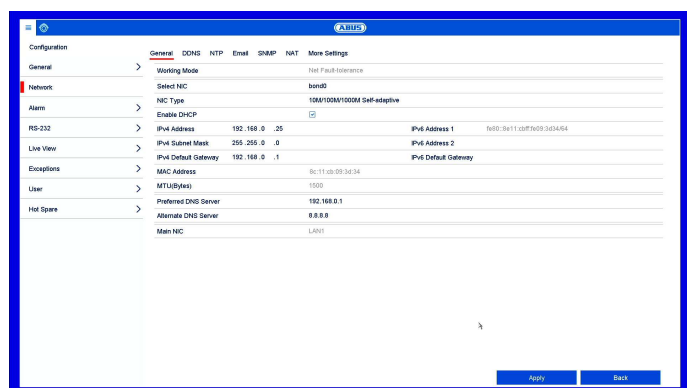 ABUS
Configuration
General
Network
Alarm
RS-232
Live View
Exceptions
User
Hot Spare
General DDNS NTP Email SNMP NAT More Settings
Working Mode Net Fault-tolerance
Select NIC bond0
NIC Type 10M/100M/1000M Self-adaptive
Enable DHCP
IPv4 Address 192.168.0 .25 IPv6 Address 1 fe80::8e11:cbff:fe09:3d34/64
IPv4 Subnet Mask 255.255.0 .0 IPv6 Address 2
IPv4 Default Gateway 192.168.0 .1 IPv6 Default Gateway
MAC Address 8c:11:cb:09:3d:34
MTU(Bytes) 1500
Preferred DNS Server 192.168.0.1
Alternate DNS Server 8.8.8.8
Main NIC LAN1
Apply Back